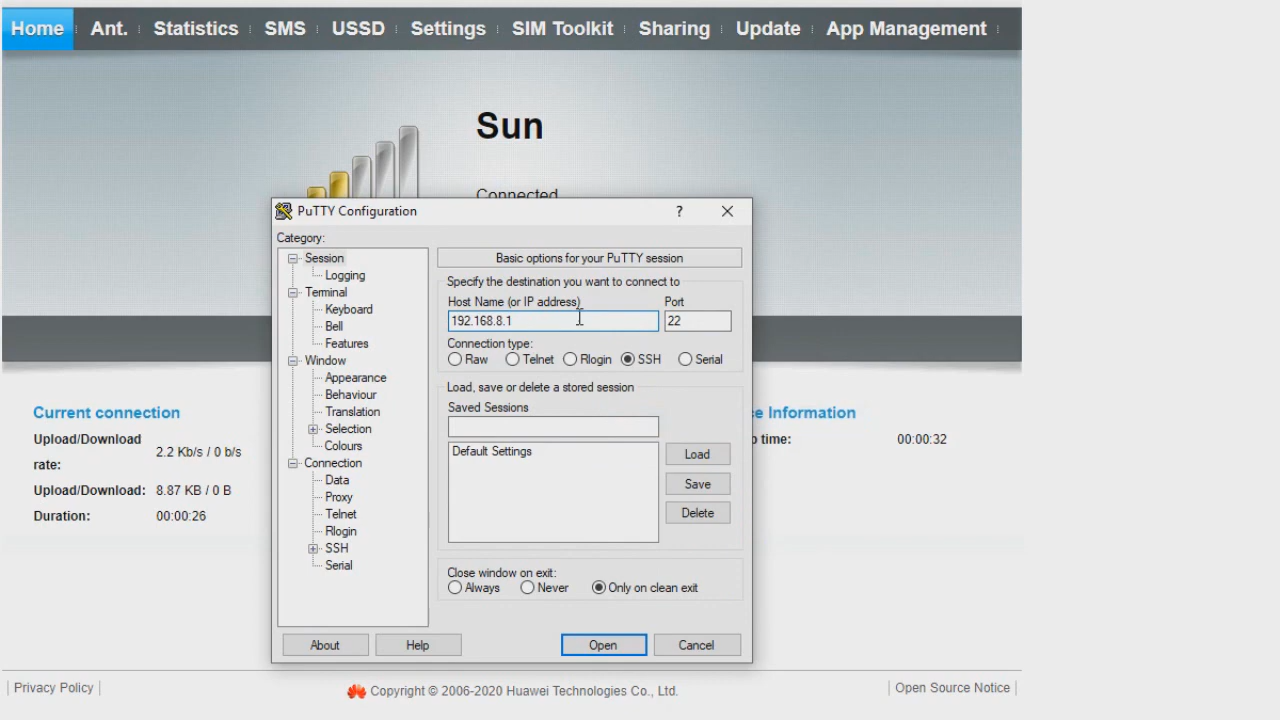 Home Ant. Statistics SMS USSD Settings SIM Toolkit Sharing Update App Management
Sun
Connected
PuTTY Configuration ?
Category:
Session
Logging
Terminal
Keyboard
Bell
Features
Window
Appearance
Behaviour
Translation
Selection
Colours
Connection
Data
Proxy
Telnet
Rlogin
SSH
Serial
Basic options for your PuTTY session
Specify the destination you want to connect to
Host Name (or IP address) Port
192.168.8.1 22
Connection type:
Raw Telnet Rlogin SSH Serial
Load, save or delete a stored session
Saved Sessions
Default Settings
Load
Save
Delete
Close window on exit:
Always Never Only on clean exit
About Help Open Cancel
Current connection
Upload/Download
rate:
2.2 Kb/s / 0 b/s
Upload/Download: 8.87 KB / 0 B
Duration: 00:00:26
Information
time: 00:00:32
Privacy Policy
Copyright © 2006-2020 Huawei Technologies Co., Ltd.
Open Source Notice